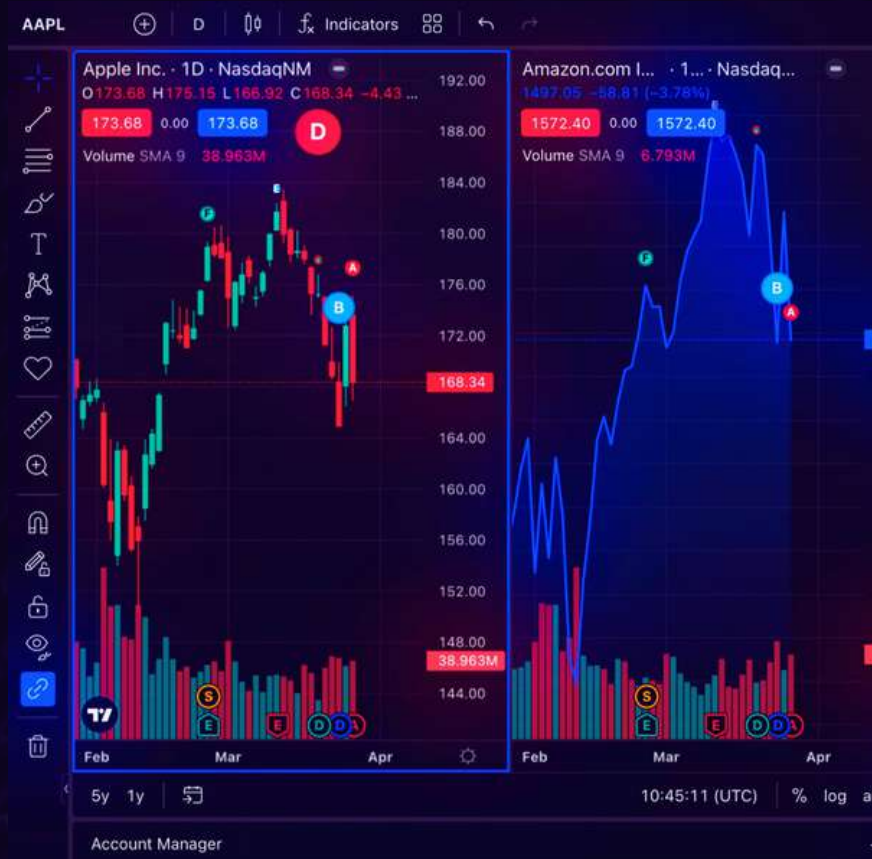 AAPL D Indicators
Apple Inc. · 1D · NasdaqNM
O173.68 H175.15 L166.92 C168.34 −4.43 ...
173.68 0.00 173.68
D
Volume SMA 9 38.963M
E
F
A
B
192.00
188.00
184.00
180.00
176.00
172.00
168.34
164.00
160.00
156.00
152.00
148.00
38.963M
144.00
S
E E D D A
Feb Mar Apr
Amazon.com I... · 1... · Nasdaq...
1497.05 −58.81 (−3.78%)
1572.40 0.00 1572.40
Volume SMA 9 6.793M
E
F
B
A
S
E E D D A
Feb Mar Apr
5y 1y 10:45:11 (UTC) % log a
Account Manager